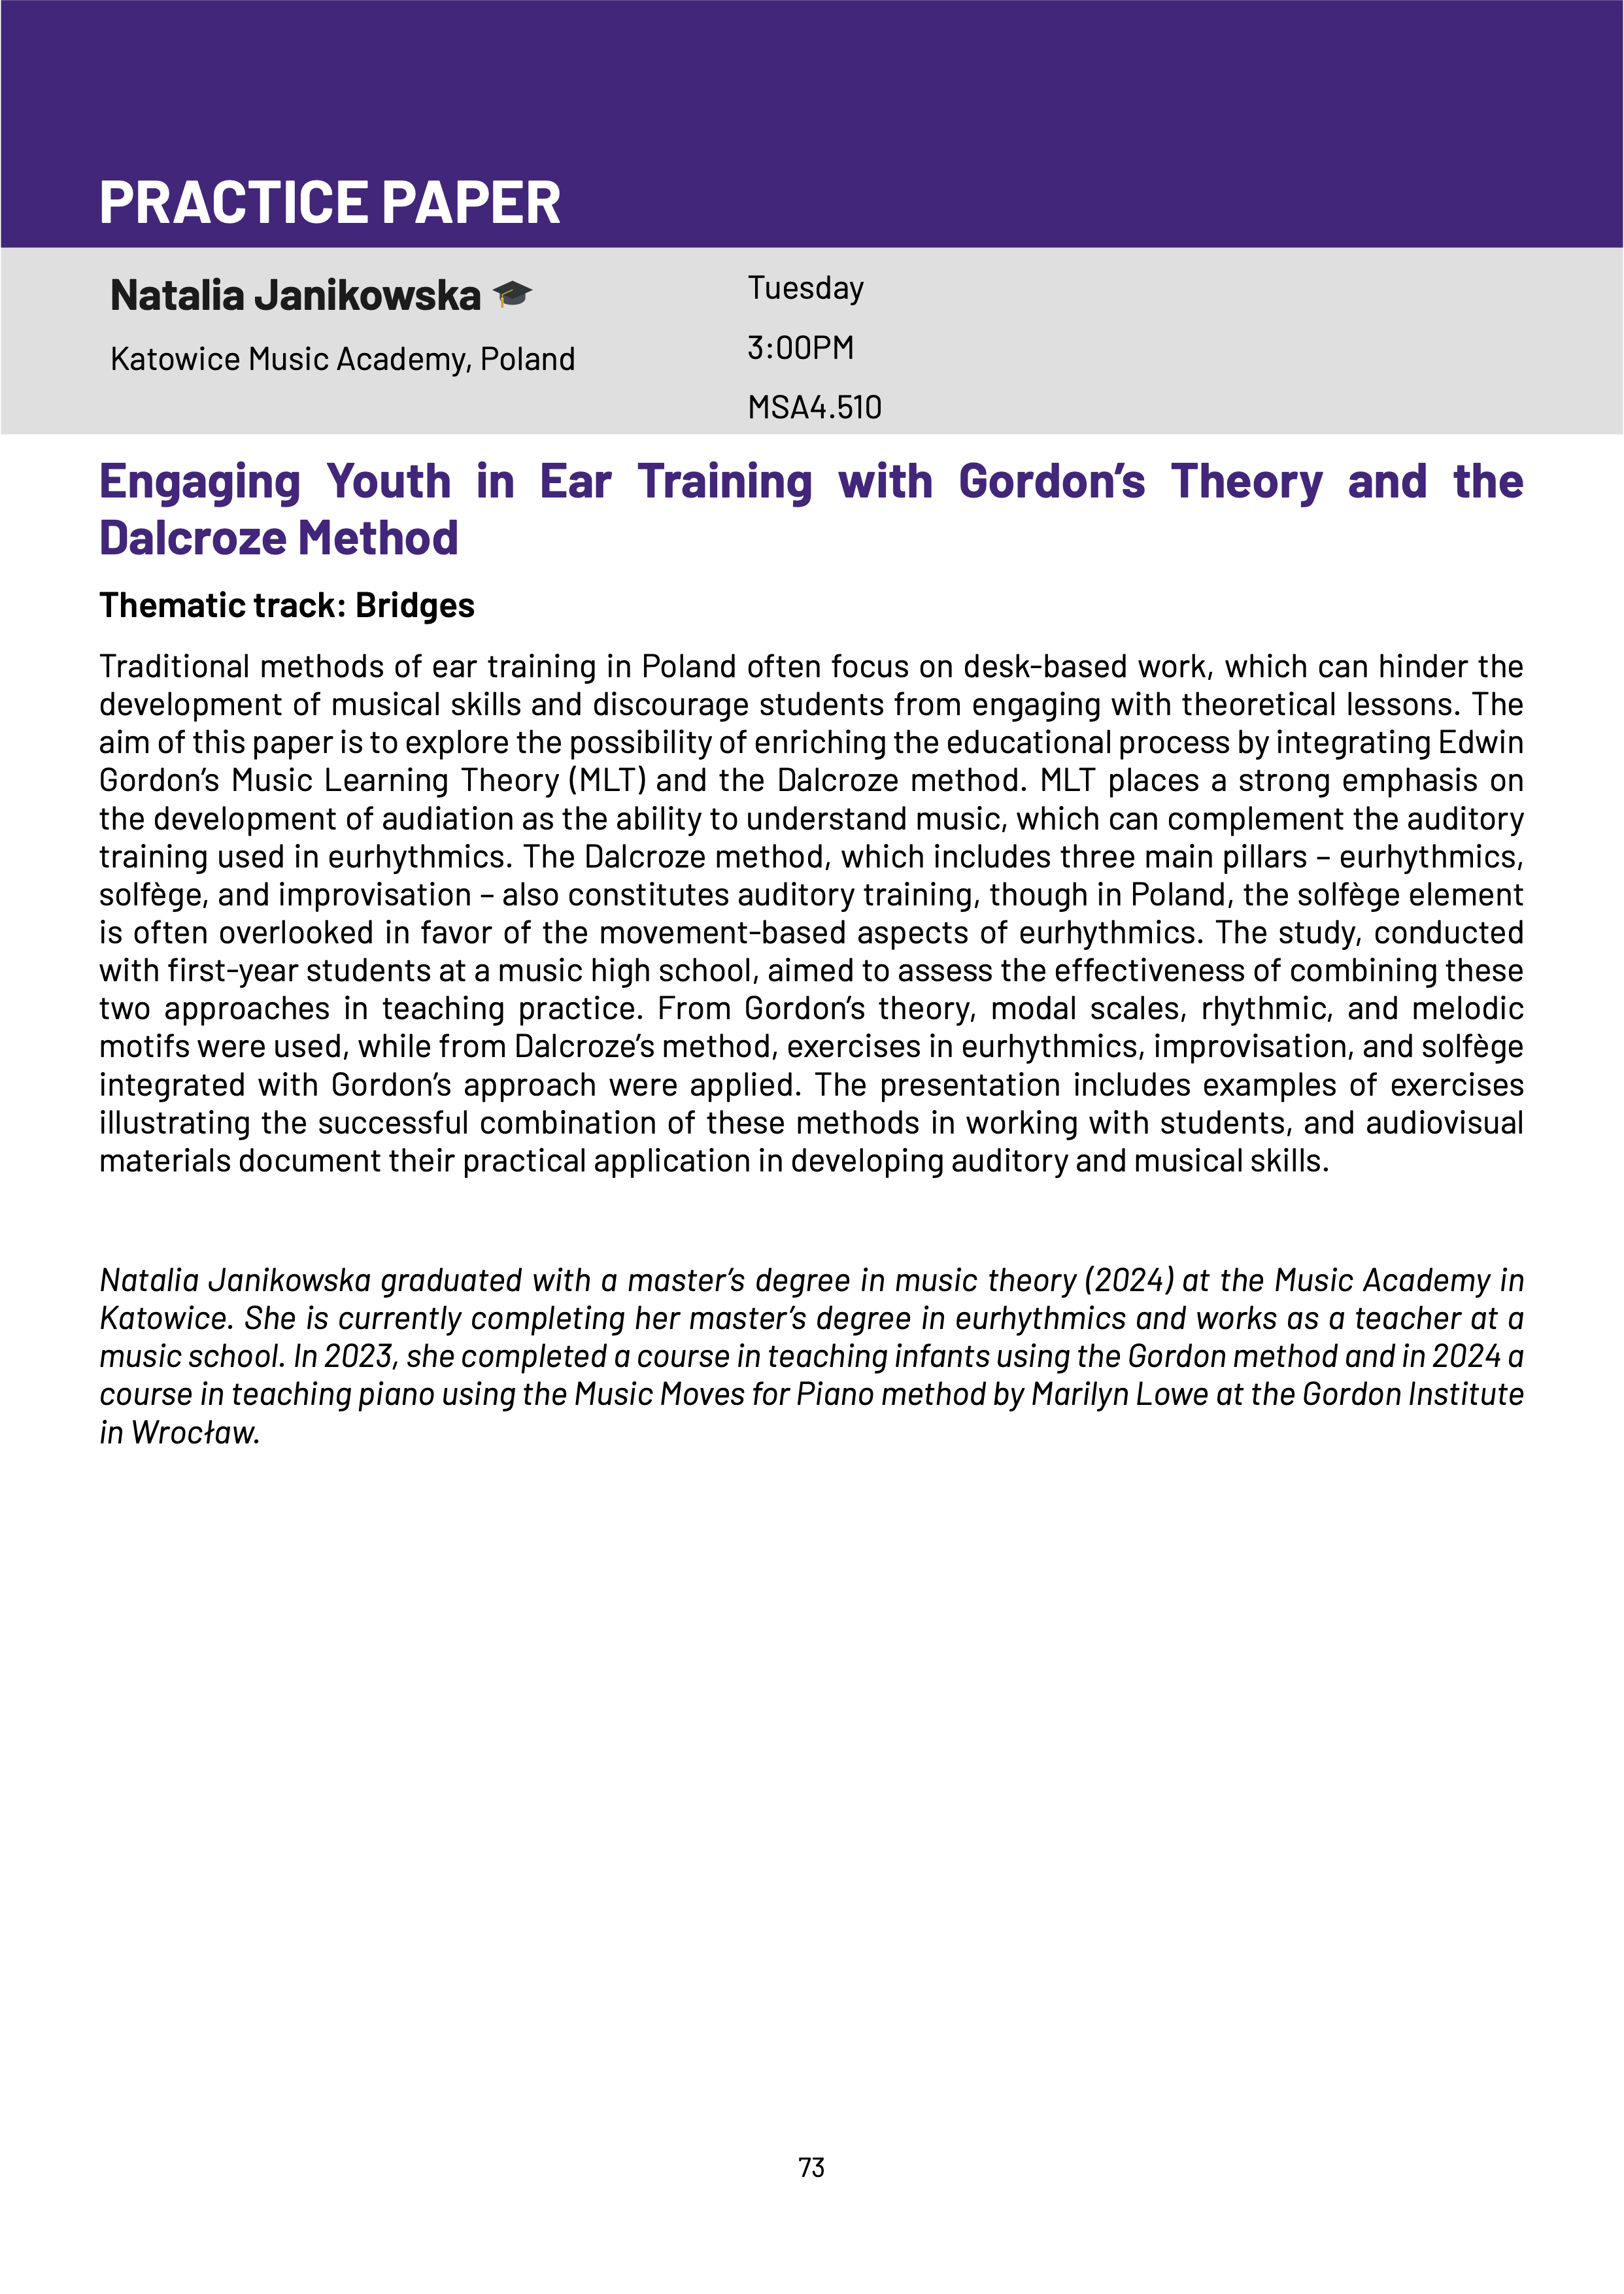 PRACTICE PAPER
Natalia Janikowska
Katowice Music Academy, Poland
Tuesday
3:00PM
MSA4.510
Engaging Youth in Ear Training with Gordon’s Theory and the
Dalcroze Method
Thematic track: Bridges
Traditional methods of ear training in Poland often focus on desk-based work, which can hinder the
development of musical skills and discourage students from engaging with theoretical lessons. The
aim of this paper is to explore the possibility of enriching the educational process by integrating Edwin
Gordon’s Music Learning Theory (MLT) and the Dalcroze method. MLT places a strong emphasis on
the development of audiation as the ability to understand music, which can complement the auditory
training used in eurhythmics. The Dalcroze method, which includes three main pillars – eurhythmics,
solfège, and improvisation – also constitutes auditory training, though in Poland, the solfège element
is often overlooked in favor of the movement-based aspects of eurhythmics. The study, conducted
with first-year students at a music high school, aimed to assess the effectiveness of combining these
two approaches in teaching practice. From Gordon’s theory, modal scales, rhythmic, and melodic
motifs were used, while from Dalcroze’s method, exercises in eurhythmics, improvisation, and solfège
integrated with Gordon’s approach were applied. The presentation includes examples of exercises
illustrating the successful combination of these methods in working with students, and audiovisual
materials document their practical application in developing auditory and musical skills.
Natalia Janikowska graduated with a master’s degree in music theory (2024) at the Music Academy in
Katowice. She is currently completing her master’s degree in eurhythmics and works as a teacher at a
music school. In 2023, she completed a course in teaching infants using the Gordon method and in 2024 a
course in teaching piano using the Music Moves for Piano method by Marilyn Lowe at the Gordon Institute
in Wrocław.
73